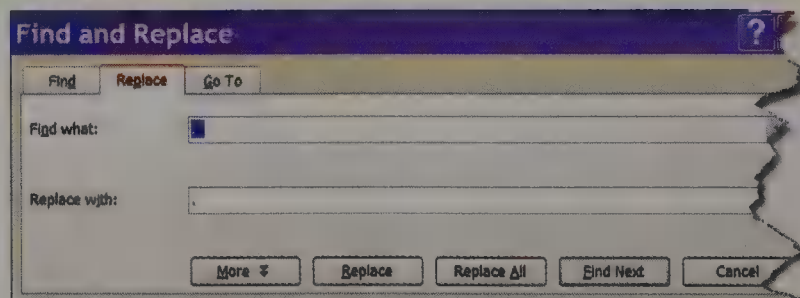 Find and Replace ?
Find Replace Go To
Find what:
Replace with: .
More Replace Replace All Find Next Cancel